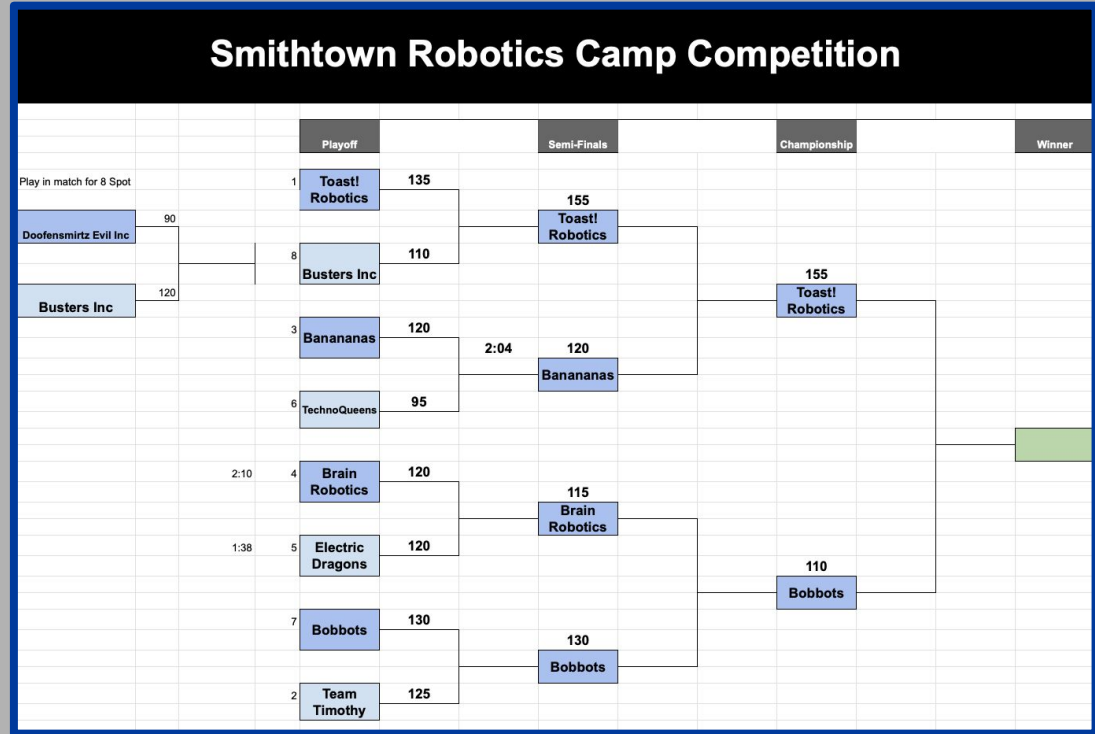 Smithtown Robotics Camp Competition
Playoff
Semi-Finals
Championship
Winner
Play in match for 8 Spot
1
Toast!
Robotics
135
155
Toast!
Robotics
90
Doofensmirtz Evil Inc
8
Busters Inc
110
155
Toast!
Robotics
120
Busters Inc
3
Banananas
120
2:04
120
Banananas
6
TechnoQueens
95
2:10
4
Brain
Robotics
120
115
Brain
Robotics
1:38
5
Electric
Dragons
120
110
Bobbots
7
Bobbots
130
130
Bobbots
2
Team
Timothy
125